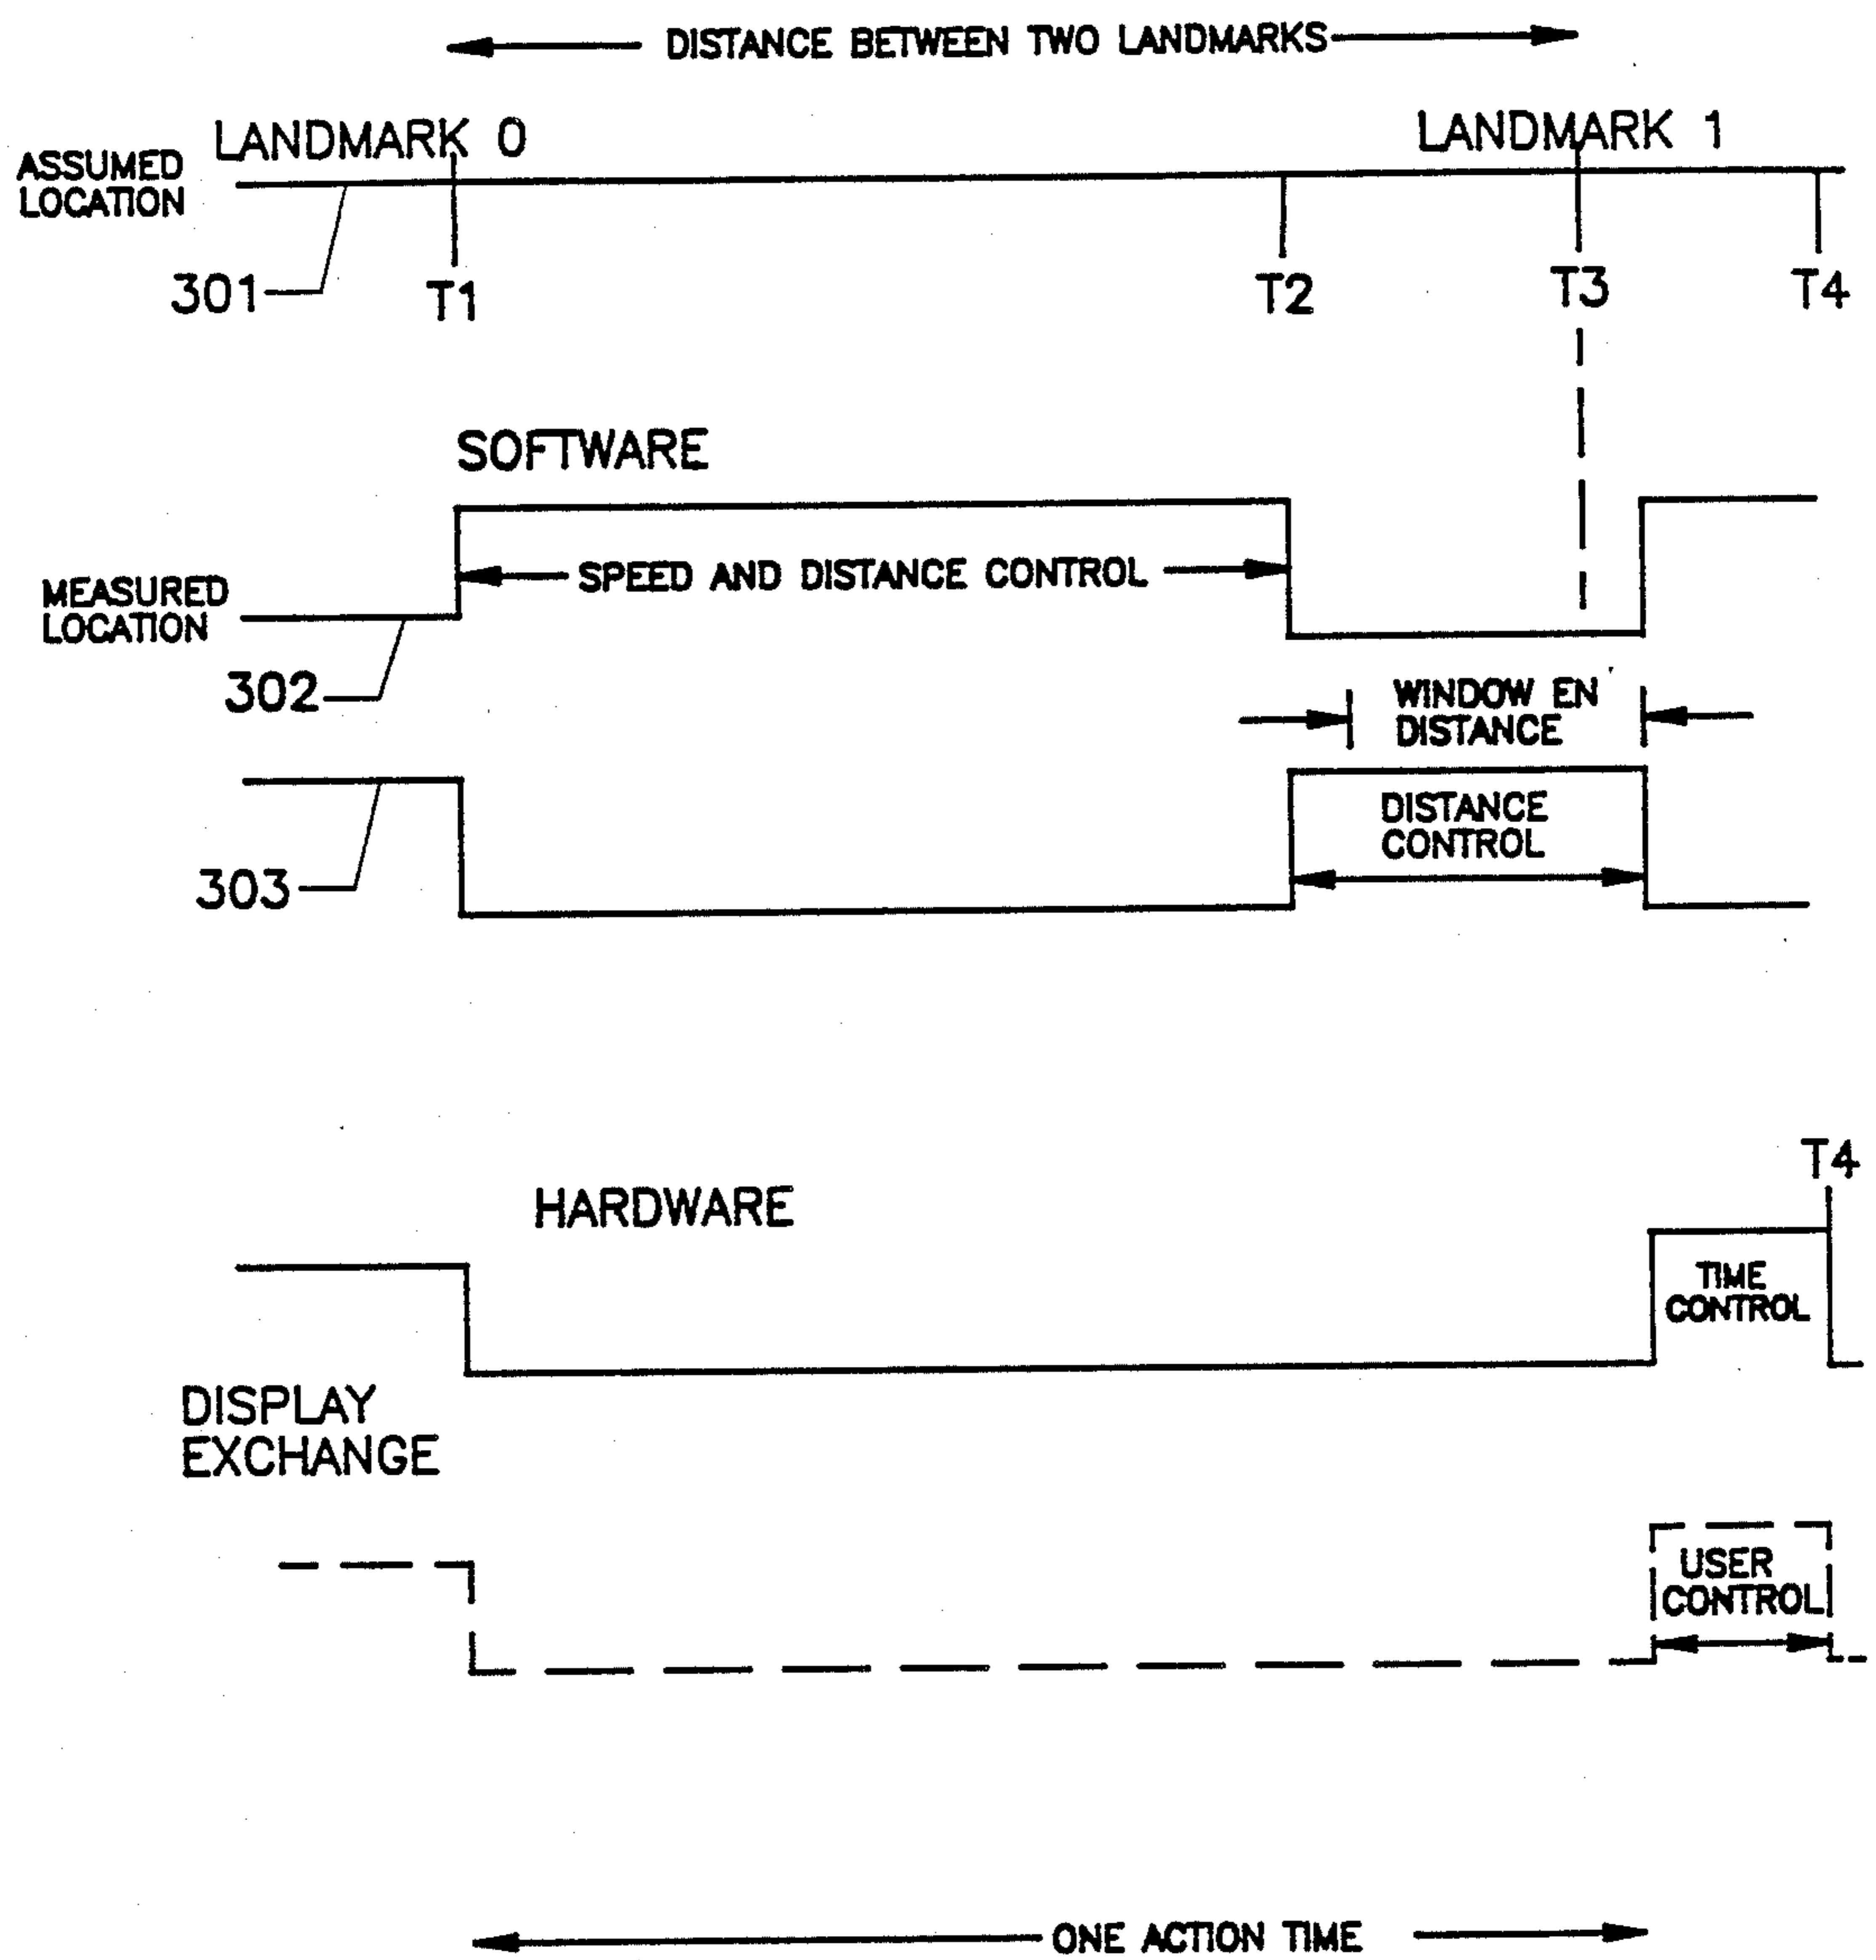 DISTANCE BETWEEN TWO LANDMARKS
LANDMARK 0
LANDMARK 1
ASSUMED
LOCATION
301
T1
T2
T3
T4
SOFTWARE
SPEED AND DISTANCE CONTROL
MEASURED
LOCATION
302
WINDOW EN
DISTANCE
DISTANCE
CONTROL
303
T4
HARDWARE
TIME
CONTROL
DISPLAY
EXCHANGE
USER
CONTROL
ONE ACTION TIME